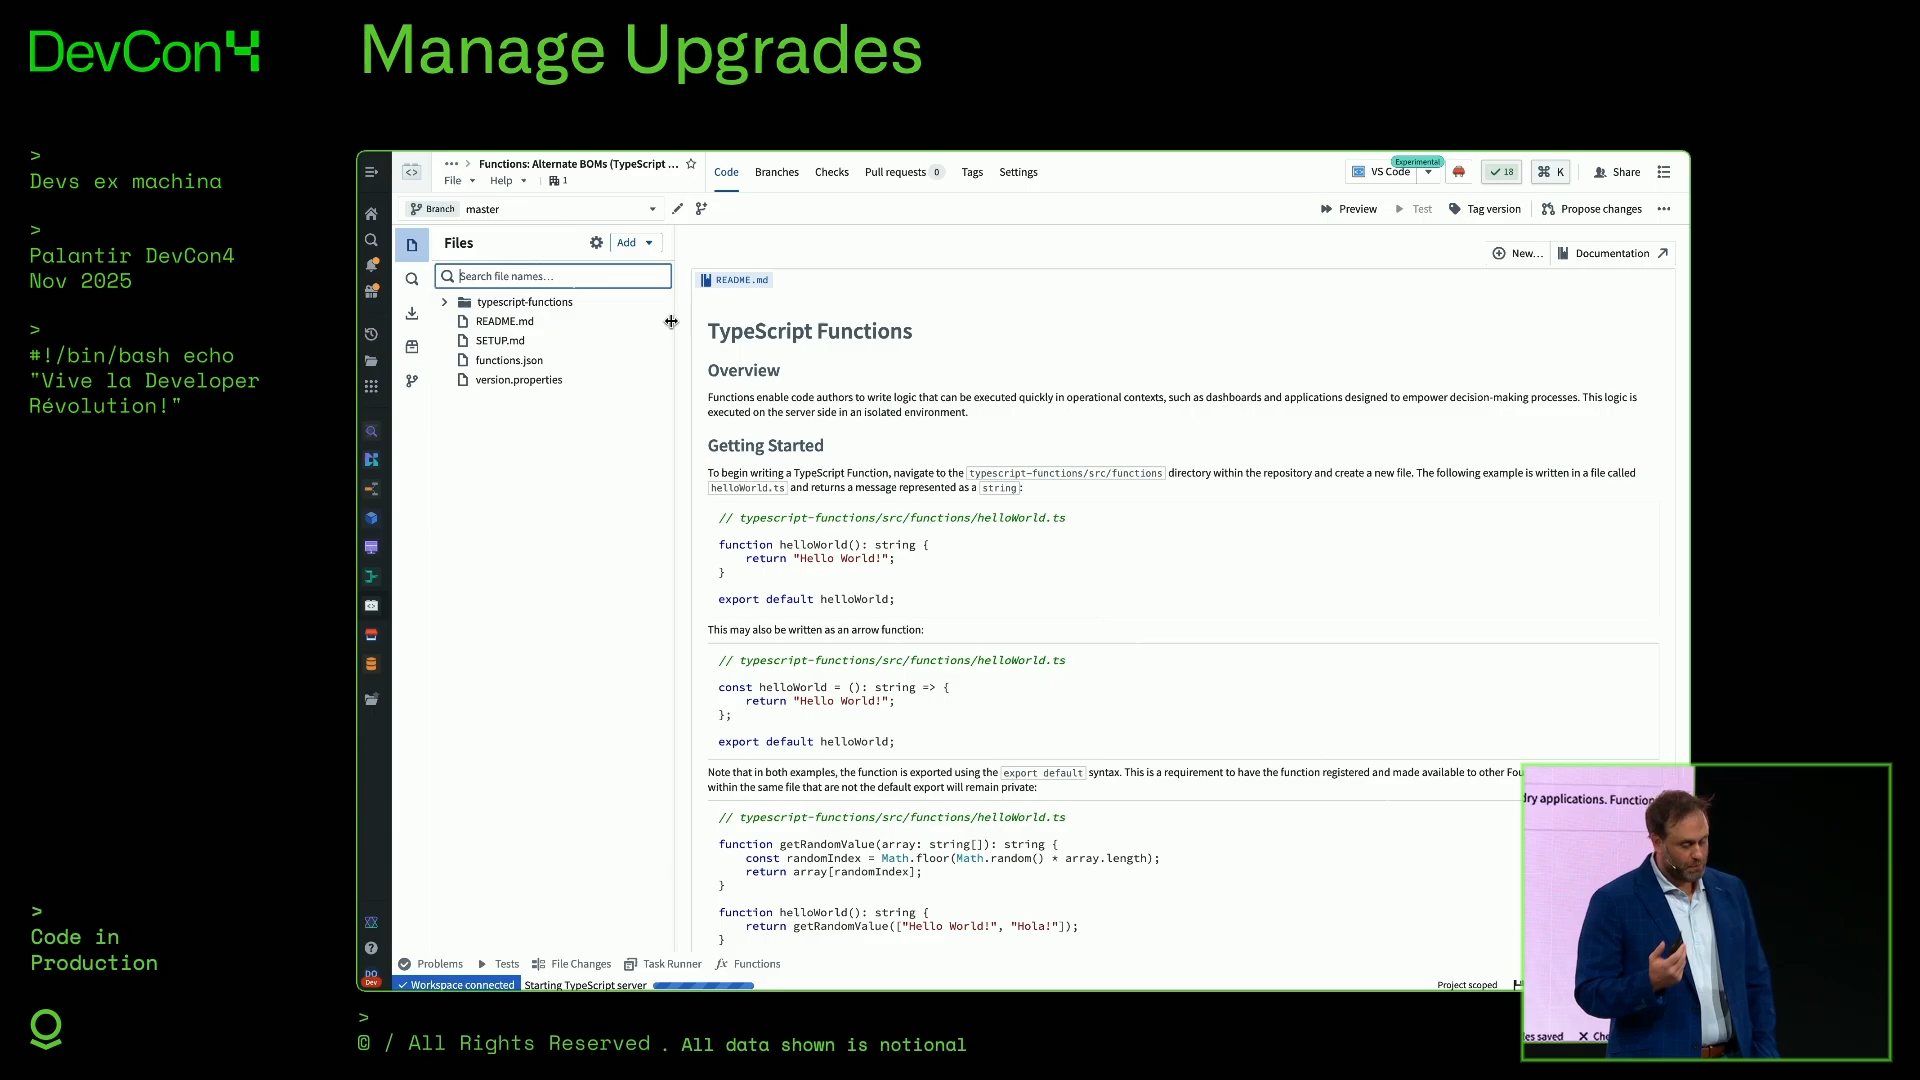 DevCon4
Manage Upgrades
>
Devs ex machina
>
Palantir DevCon4
Nov 2025
>
#!/bin/bash echo
"Vive la Developer
Révolution!"
>
Code in
Production
Functions: Alternate BOMs (TypeScript ...
File
Help
1
Code
Branches
Checks
Pull requests 0
Tags
Settings
Experimental
VS Code
18
⌘ K
Share
Branch master
Preview
Test
Tag version
Propose changes
Files
Add
Search file names...
typescript-functions
README.md
SETUP.md
functions.json
version.properties
New...
Documentation
README.md
TypeScript Functions
Overview
Functions enable code authors to write logic that can be executed quickly in operational contexts, such as dashboards and applications designed to empower decision-making processes. This logic is
executed on the server side in an isolated environment.
Getting Started
To begin writing a TypeScript Function, navigate to the typescript-functions/src/functions directory within the repository and create a new file. The following example is written in a file called
helloWorld.ts and returns a message represented as a string:
// typescript-functions/src/functions/helloWorld.ts
function helloWorld(): string {
return "Hello World!";
}
export default helloWorld;
This may also be written as an arrow function:
// typescript-functions/src/functions/helloWorld.ts
const helloWorld = (): string => {
return "Hello World!";
};
export default helloWorld;
Note that in both examples, the function is exported using the export default syntax. This is a requirement to have the function registered and made available to other Fou
within the same file that are not the default export will remain private:
// typescript-functions/src/functions/helloWorld.ts
function getRandomValue(array: string[]): string {
const randomIndex = Math.floor(Math.random() * array.length);
return array[randomIndex];
}
function helloWorld(): string {
return getRandomValue(["Hello World!", "Hola!"]);
}
Problems
Tests
File Changes
Task Runner
fx Functions
DO
Dev
Workspace connected
Starting TypeScript server
Project scoped
dry applications. Function
es saved
Che
>
© / All Rights Reserved . All data shown is notional